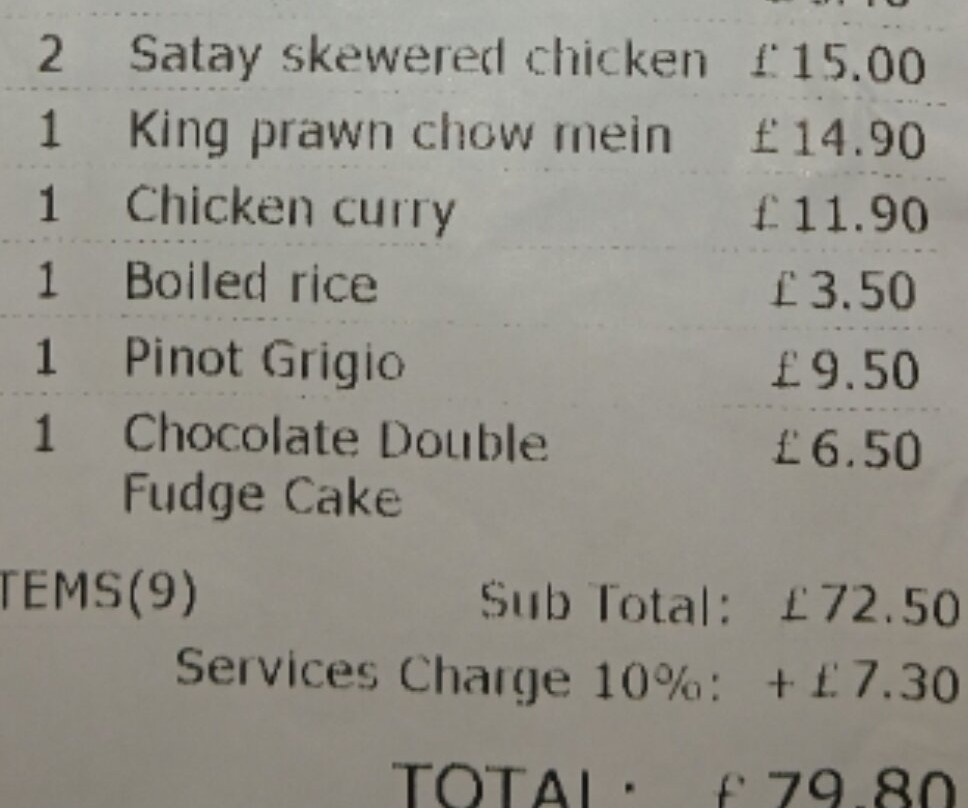 2 Satay skewered chicken £15.00
1 King prawn chow mein £14.90
1 Chicken curry £11.90
1 Boiled rice £3.50
1 Pinot Grigio £9.50
1 Chocolate Double £6.50
Fudge Cake
TEMS(9) Sub Total: £72.50
Services Charge 10%: +£7.30
TOTAL: £79.80